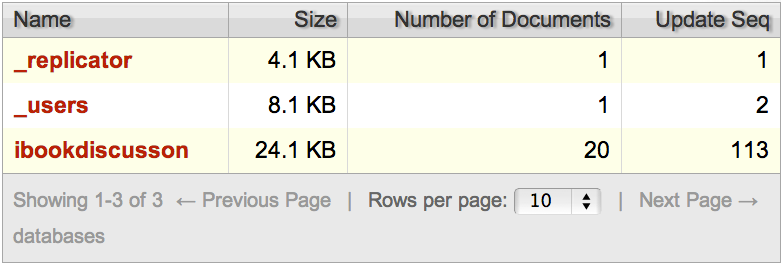 Name Size Number of Documents Update Seq
_replicator 4.1 KB 1 1
_users 8.1 KB 1 2
ibookdiscusson 24.1 KB 20 113
Showing 1-3 of 3 ← Previous Page | Rows per page: 10 | Next Page →
databases